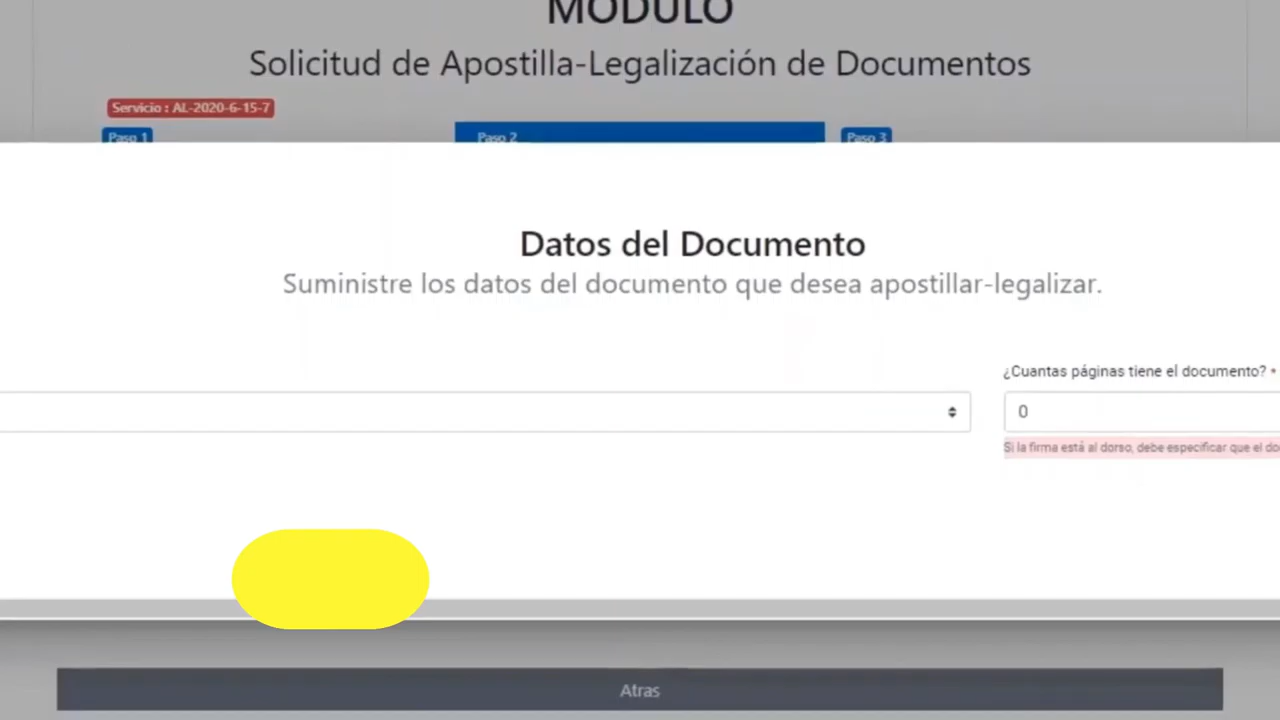 MÓDULO
Solicitud de Apostilla-Legalización de Documentos
Servicio : AL-2020-6-15-7
Paso 1
Paso 2
Paso 3
Datos del Documento
Suministre los datos del documento que desea apostillar-legalizar.
¿Cuantas páginas tiene el documento? *
0
Si la firma está al dorso, debe especificar que el
Atras